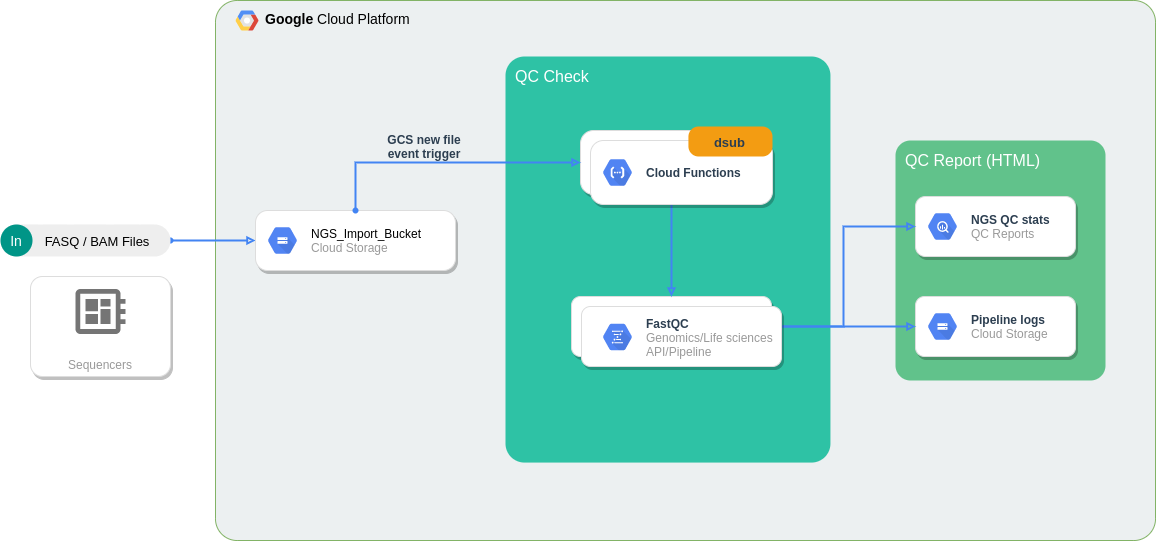 Google Cloud Platform
QC Check
GCS new file
event trigger
dsub
Cloud Functions
QC Report (HTML)
NGS QC stats
QC Reports
In
FASQ / BAM Files
NGS_Import_Bucket
Cloud Storage
FastQC
Genomics/Life sciences
API/Pipeline
Pipeline logs
Cloud Storage
Sequencers